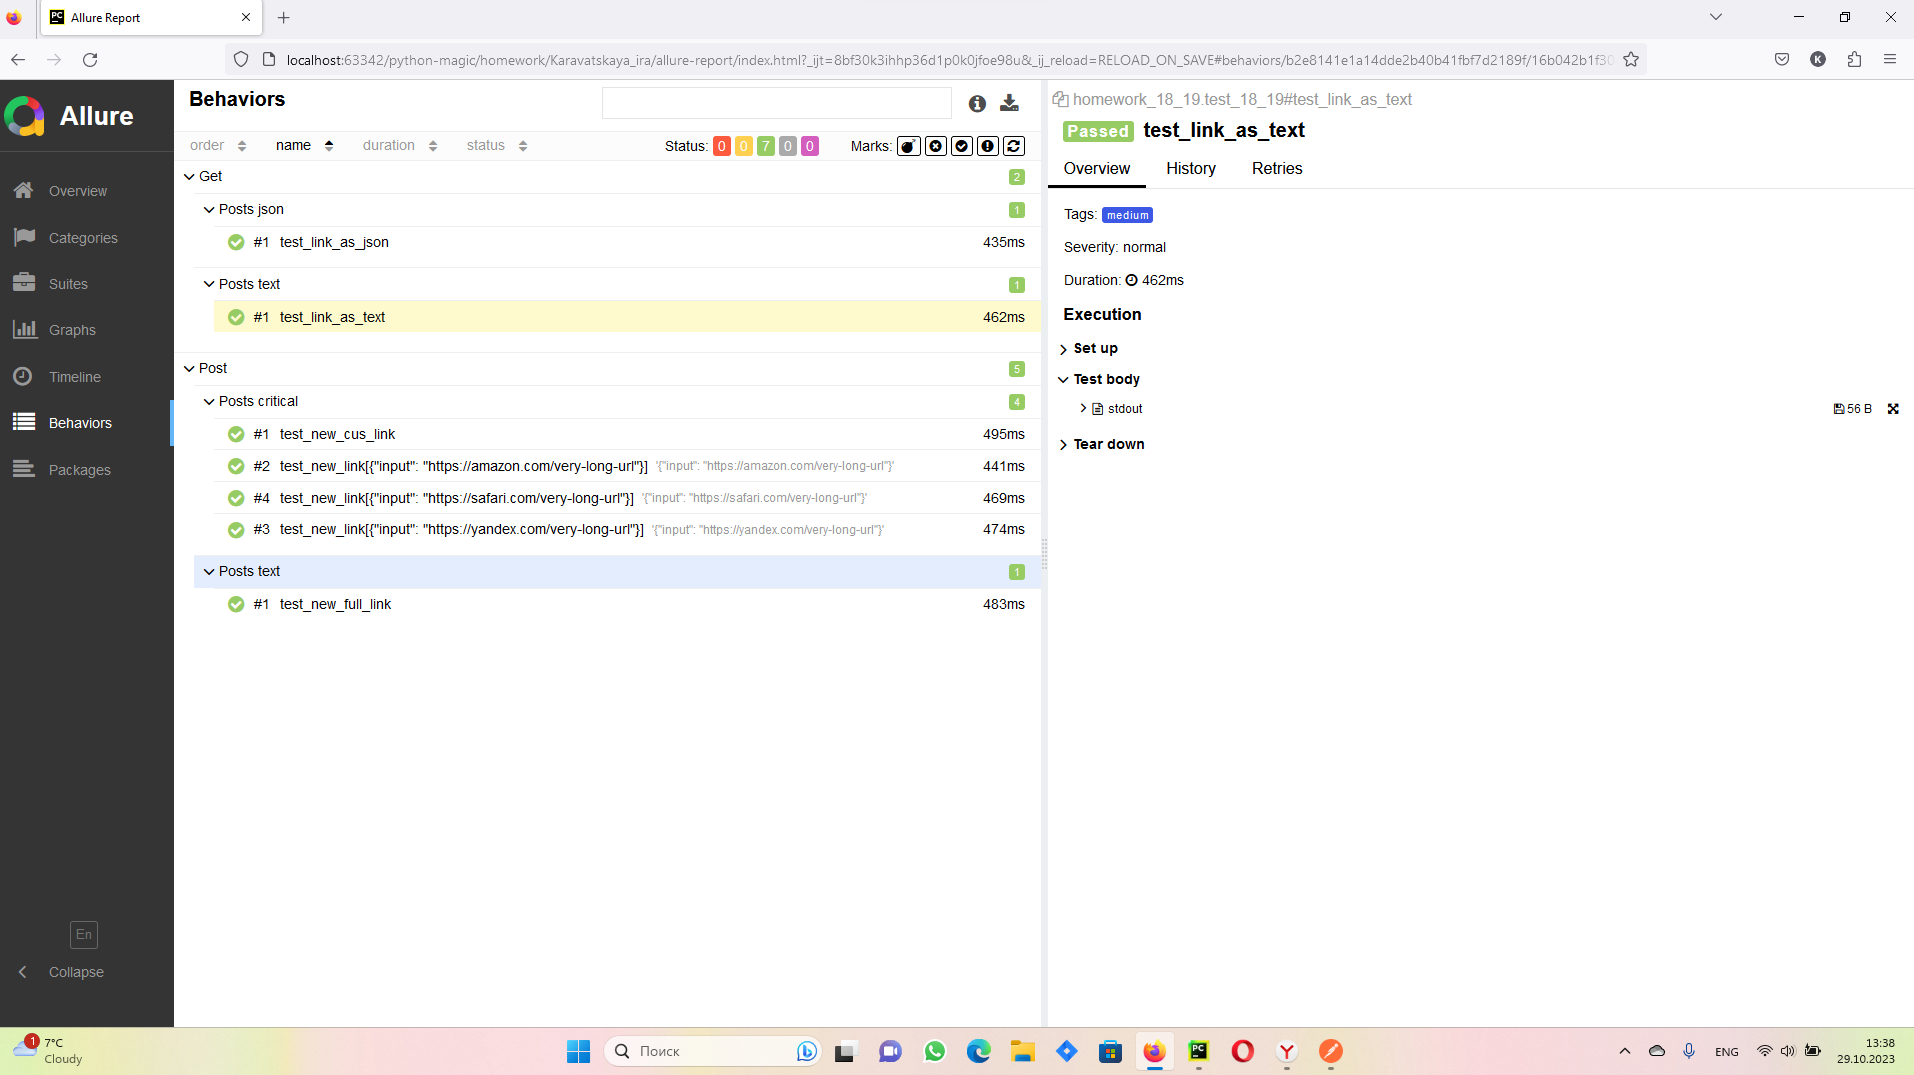 Allure Report
localhost:63342/python-magic/homework/Karavatskaya_ira/allure-report/index.html?_ijt=8bf30k3ihhp36d1p0k0jfoe98u&_ij_reload=RELOAD_ON_SAVE#behaviors/b2e8141e1a14dde2b40b41fbf7d2189f/16b042b1f30
K
Allure
Overview
Categories
Suites
Graphs
Timeline
Behaviors
Packages
En
Collapse
Behaviors
order name duration status Status: 0 0 7 0 0 Marks:
Get 2
Posts json 1
#1 test_link_as_json 435ms
Posts text 1
#1 test_link_as_text 462ms
Post 5
Posts critical 4
#1 test_new_cus_link 495ms
#2 test_new_link[{"input": "https://amazon.com/very-long-url"}] '{"input": "https://amazon.com/very-long-url"}' 441ms
#4 test_new_link[{"input": "https://safari.com/very-long-url"}] '{"input": "https://safari.com/very-long-url"}' 469ms
#3 test_new_link[{"input": "https://yandex.com/very-long-url"}] '{"input": "https://yandex.com/very-long-url"}' 474ms
Posts text 1
#1 test_new_full_link 483ms
homework_18_19.test_18_19#test_link_as_text
Passed test_link_as_text
Overview History Retries
Tags: medium
Severity: normal
Duration: 462ms
Execution
Set up
Test body
stdout 56 B
Tear down
1
7°C
Cloudy
Поиск
ENG
13:38
29.10.2023